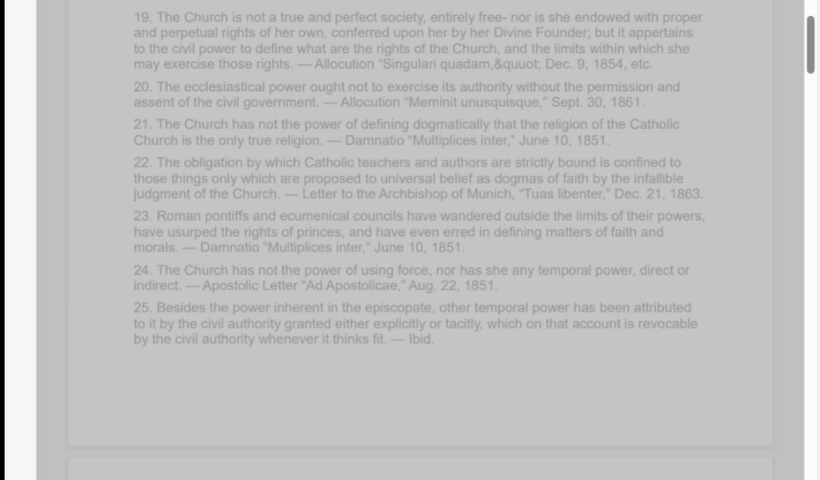 19. The Church is not a true and perfect society, entirely free- nor is she endowed with proper
and perpetual rights of her own, conferred upon her by her Divine Founder; but it appertains
to the civil power to define what are the rights of the Church, and the limits within which she
may exercise those rights. — Allocution “Singulari quadam,&quout; Dec. 9, 1854, etc.
20. The ecclesiastical power ought not to exercise its authority without the permission and
assent of the civil government. — Allocution “Meminit unusquisque,” Sept. 30, 1861.
21. The Church has not the power of defining dogmatically that the religion of the Catholic
Church is the only true religion. — Damnatio “Multiplices inter,” June 10, 1851.
22. The obligation by which Catholic teachers and authors are strictly bound is confined to
those things only which are proposed to universal belief as dogmas of faith by the infallible
judgment of the Church. — Letter to the Archbishop of Munich, “Tuas libenter,” Dec. 21, 1863.
23. Roman pontiffs and ecumenical councils have wandered outside the limits of their powers,
have usurped the rights of princes, and have even erred in defining matters of faith and
morals. — Damnatio “Multiplices inter,” June 10, 1851.
24. The Church has not the power of using force, nor has she any temporal power, direct or
indirect. — Apostolic Letter “Ad Apostolicae,” Aug. 22, 1851.
25. Besides the power inherent in the episcopate, other temporal power has been attributed
to it by the civil authority granted either explicitly or tacitly, which on that account is revocable
by the civil authority whenever it thinks fit. — Ibid.